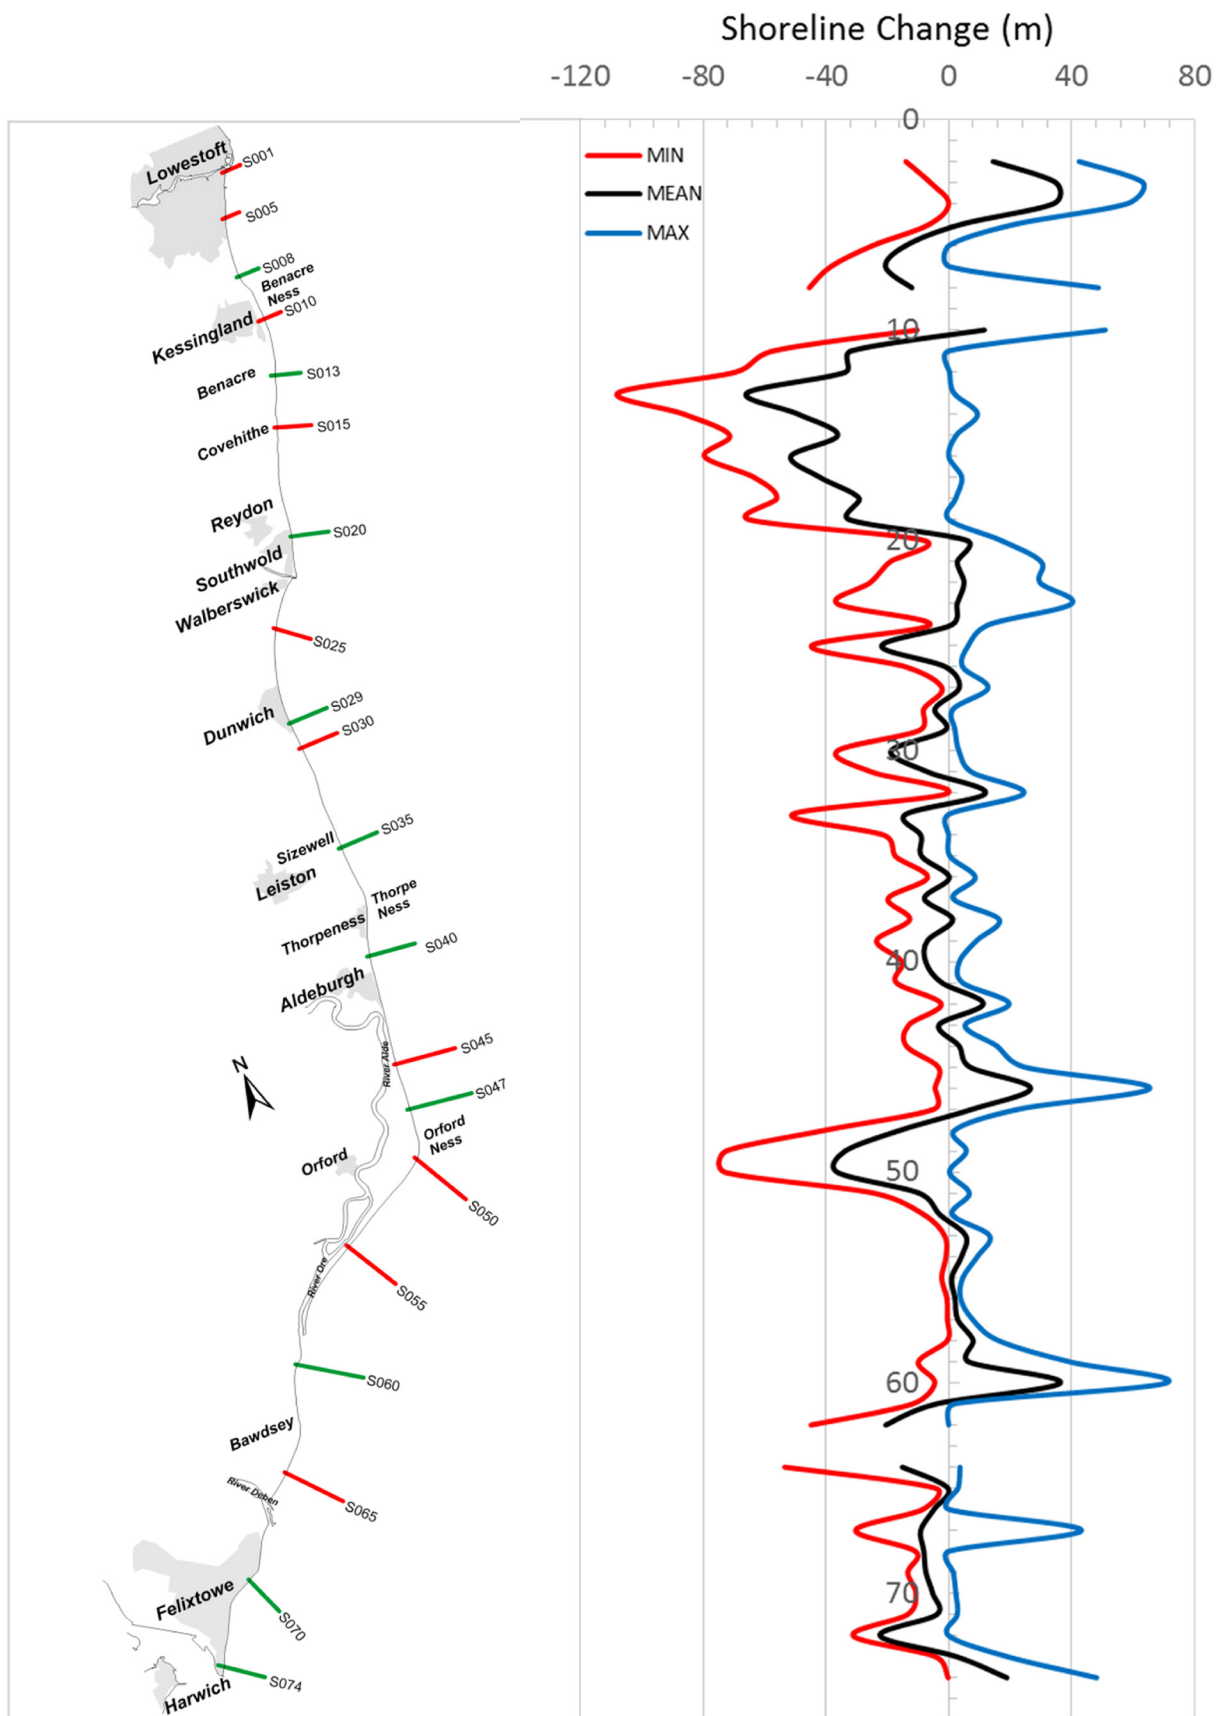 Shoreline Change (m)
-120 -80 -40 0 40 80
0
MIN
MEAN
MAX
10
20
30
40
50
60
70
Lowestoft
S001
S005
S008
Benacre
Ness
S010
Kessingland
Benacre
S013
Covehithe
S015
Reydon
S020
Southwold
Walberswick
S025
Dunwich
S029
S030
Sizewell
S035
Leiston
Thorpe
Ness
Thorpeness
S040
Aldeburgh
River Alde
S045
N
S047
Orford
Ness
Orford
S050
River Ore
S055
S060
Bawdsey
River Deben
S065
Felixtowe
S070
Harwich
S074